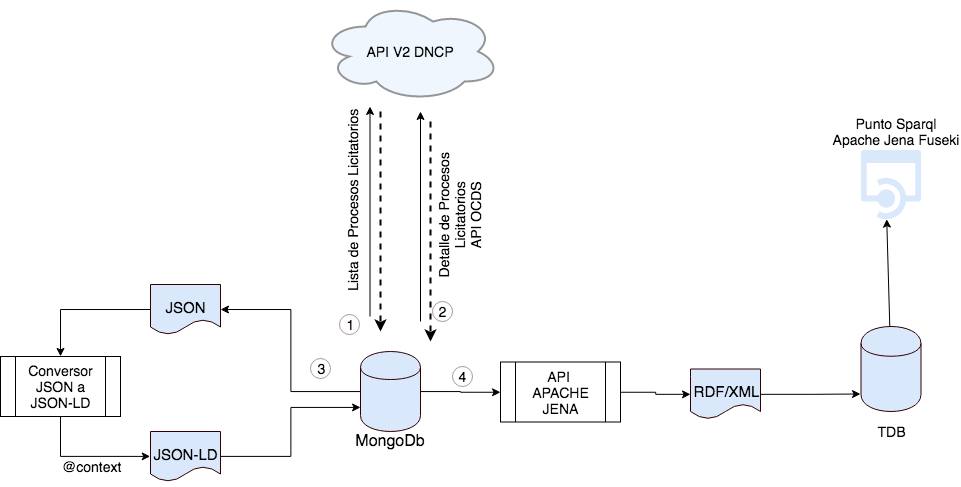 API V2 DNCP
Lista de Procesos Licitatorios
Detalle de Procesos
Licitatorios
API OCDS
Punto Sparql
Apache Jena Fuseki
1
2
JSON
3
4
Conversor
JSON a
JSON-LD
API
APACHE
JENA
RDF/XML
MongoDb
TDB
JSON-LD
@context